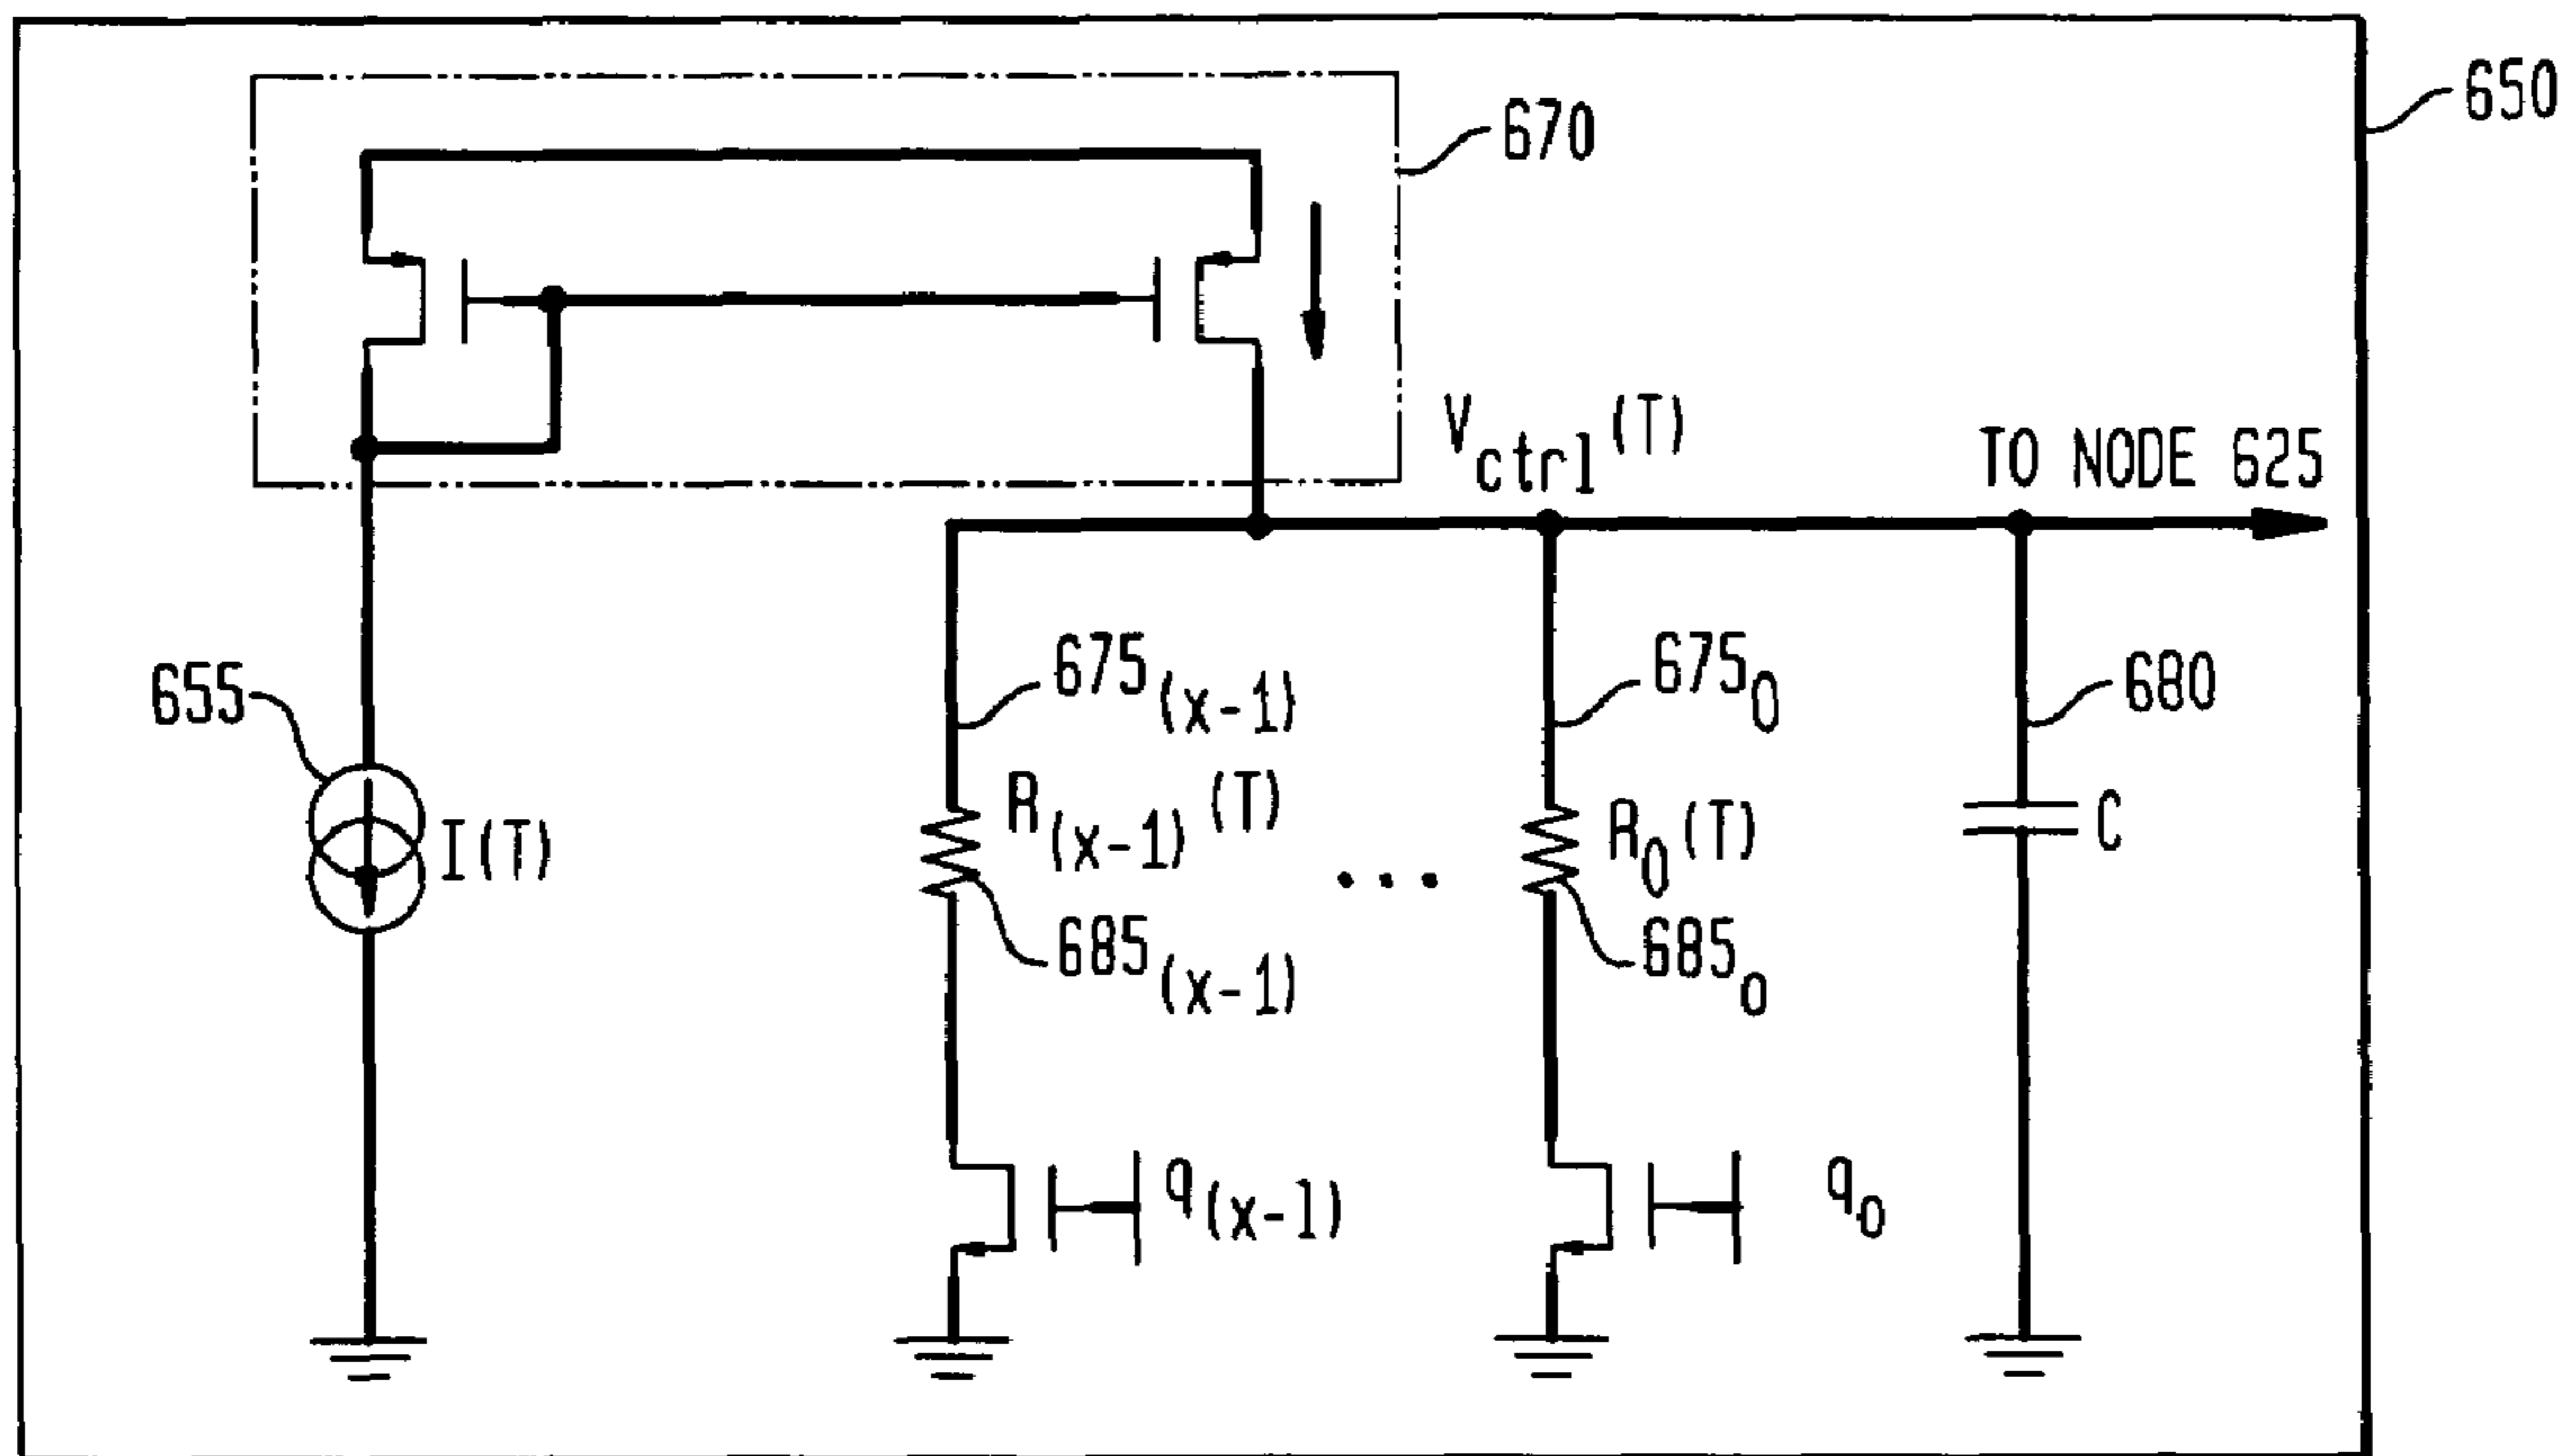 650
670
V_ctrl(T)
TO NODE 625
675_(x-1)
675_0
680
655
R_(x-1)(T)
R_0(T)
C
I(T)
...
685_(x-1)
685_0
q_(x-1)
q_0